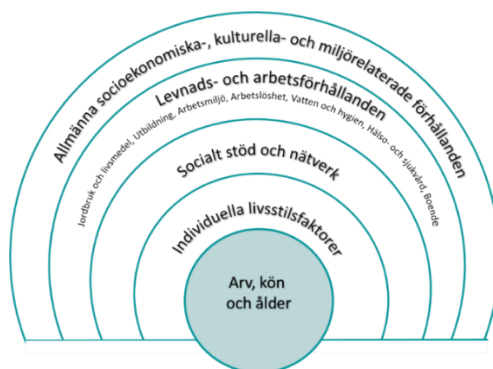 Allmänna socioekonomiska-, kulturella- och miljörelaterade förhållanden
Levnads- och arbetsförhållanden
Jordbruk och livsmedel, Utbildning, Arbetsmiljö, Arbetslöshet, Vatten och hygien, Hälso- och sjukvård, Boende
Socialt stöd och nätverk
Individuella livsstilsfaktorer
Arv, kön
och ålder